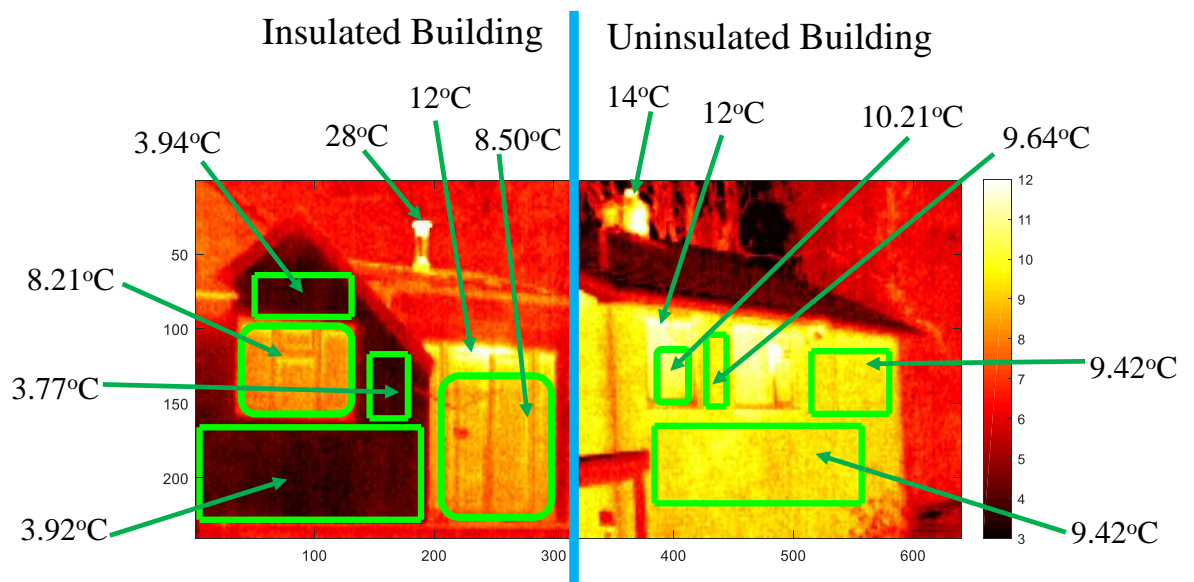 Insulated Building
Uninsulated Building
12°C
14°C
12°C
10.21°C
3.94°C
28°C
8.50°C
9.64°C
8.21°C
3.77°C
9.42°C
3.92°C
9.42°C
50
100
150
200
100
200
300
400
500
600
12
11
10
9
8
7
6
5
4
3